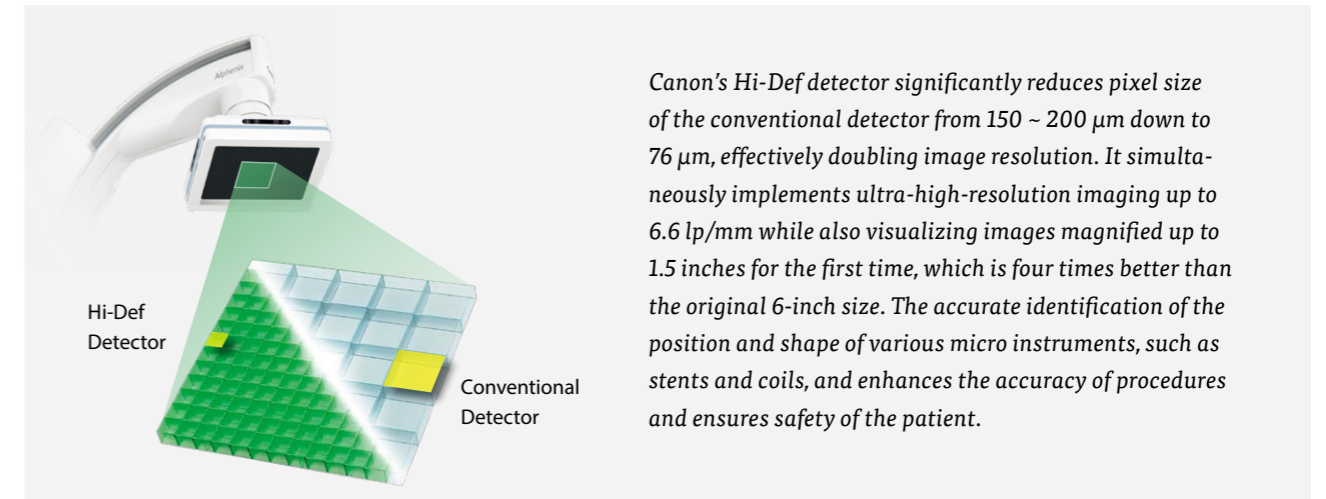 Alphenix
Hi-Def
Detector
Conventional
Detector
Canon’s Hi-Def detector significantly reduces pixel size
of the conventional detector from 150 ~ 200 µm down to
76 µm, effectively doubling image resolution. It simulta-
neously implements ultra-high-resolution imaging up to
6.6 lp/mm while also visualizing images magnified up to
1.5 inches for the first time, which is four times better than
the original 6-inch size. The accurate identification of the
position and shape of various micro instruments, such as
stents and coils, and enhances the accuracy of procedures
and ensures safety of the patient.